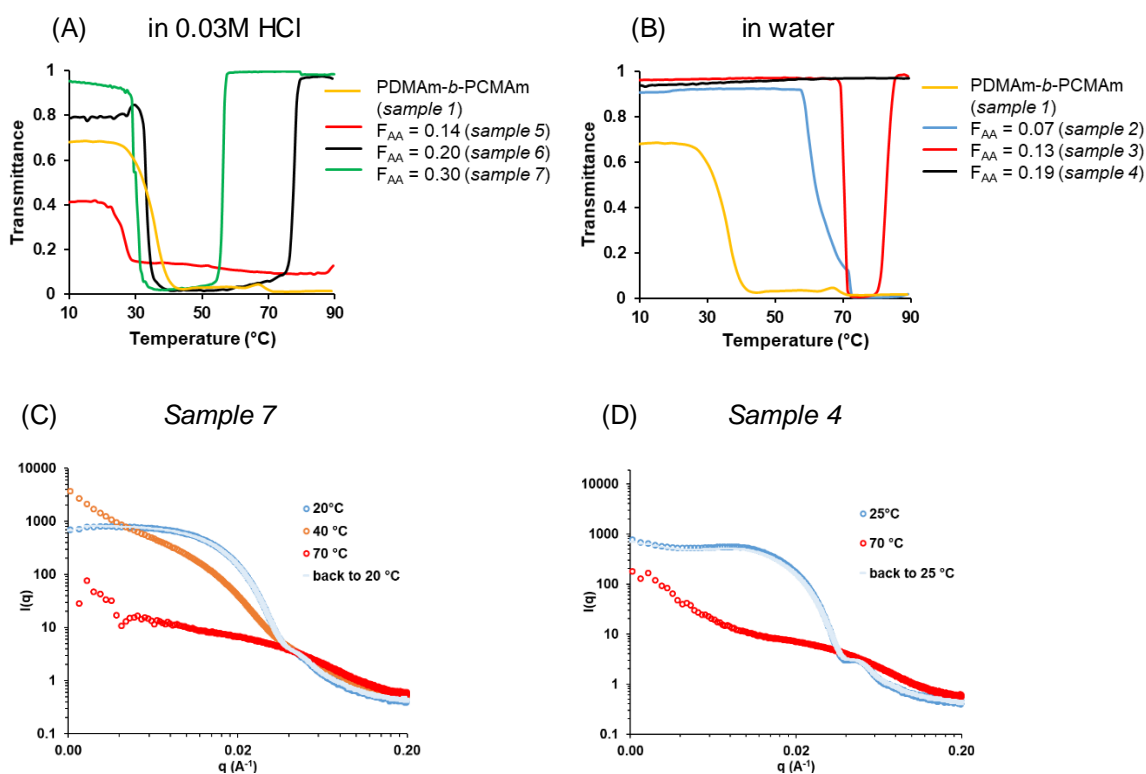 (A) in 0.03M HCl
1
0.8
0.6
0.4
0.2
0
Transmittance
10 30 50 70 90
Temperature (°C)
PDMAm-b-PCMAm
(sample 1)
F_AA = 0.14 (sample 5)
F_AA = 0.20 (sample 6)
F_AA = 0.30 (sample 7)
(B) in water
1
0.8
0.6
0.4
0.2
0
Transmittance
10 30 50 70 90
Temperature (°C)
PDMAm-b-PCMAm
(sample 1)
F_AA = 0.07 (sample 2)
F_AA = 0.13 (sample 3)
F_AA = 0.19 (sample 4)
(C) Sample 7
10000
1000
100
10
1
0.1
I(q)
0.00 0.02 0.20
q (A⁻¹)
20°C
40 °C
70 °C
back to 20 °C
(D) Sample 4
10000
1000
100
10
1
0.1
I(q)
0.00 0.02 0.20
q (A⁻¹)
25°C
70 °C
back to 25 °C